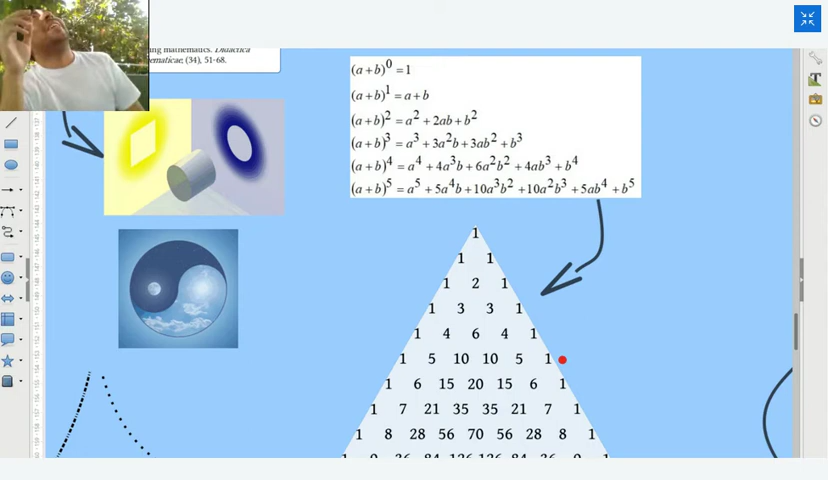 ing mathematics. Didactica
ematicae, (34), 51-68.
(a+b)^0 = 1
(a+b)^1 = a+b
(a+b)^2 = a^2 + 2ab + b^2
(a+b)^3 = a^3 + 3a^2b + 3ab^2 + b^3
(a+b)^4 = a^4 + 4a^3b + 6a^2b^2 + 4ab^3 + b^4
(a+b)^5 = a^5 + 5a^4b + 10a^3b^2 + 10a^2b^3 + 5ab^4 + b^5
1
1 1
1 2 1
1 3 3 1
1 4 6 4 1
1 5 10 10 5 1
1 6 15 20 15 6 1
1 7 21 35 35 21 7 1
1 8 28 56 70 56 28 8 1